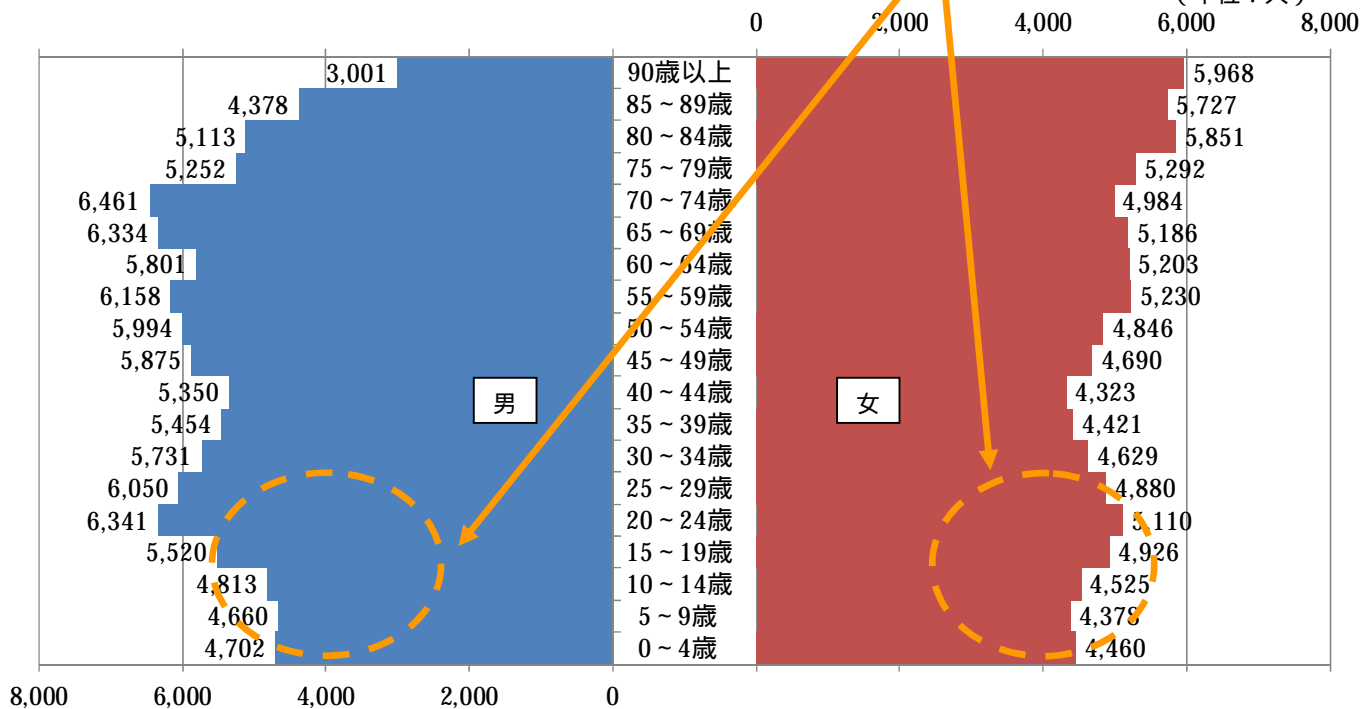 (単位:人)
0 2,000 4,000 6,000 8,000
3,001 90歳以上 5,968
4,378 85~89歳 5,727
5,113 80~84歳 5,851
5,252 75~79歳 5,292
6,461 70~74歳 4,984
6,334 65~69歳 5,186
5,801 60~64歳 5,203
6,158 55~59歳 5,230
5,994 50~54歳 4,846
5,875 45~49歳 4,690
5,350 40~44歳 4,323
男 女
5,454 35~39歳 4,421
5,731 30~34歳 4,629
6,050 25~29歳 4,880
6,341 20~24歳 5,110
5,520 15~19歳 4,926
4,813 10~14歳 4,525
4,660 5~9歳 4,378
4,702 0~4歳 4,460
8,000 6,000 4,000 2,000 0